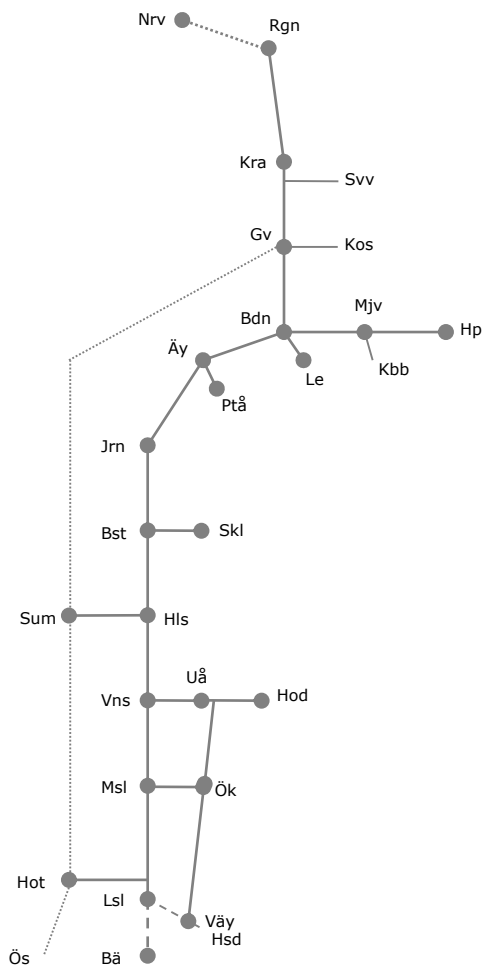 Nrv
Rgn
Kra
Svv
Gv
Kos
Mjv
Bdn
Hp
Äy
Kbb
Le
Ptå
Jrn
Bst
Skl
Sum
Hls
Uå
Vns
Hod
Msl
Ök
Hot
Lsl
Väy
Hsd
Ös
Bä